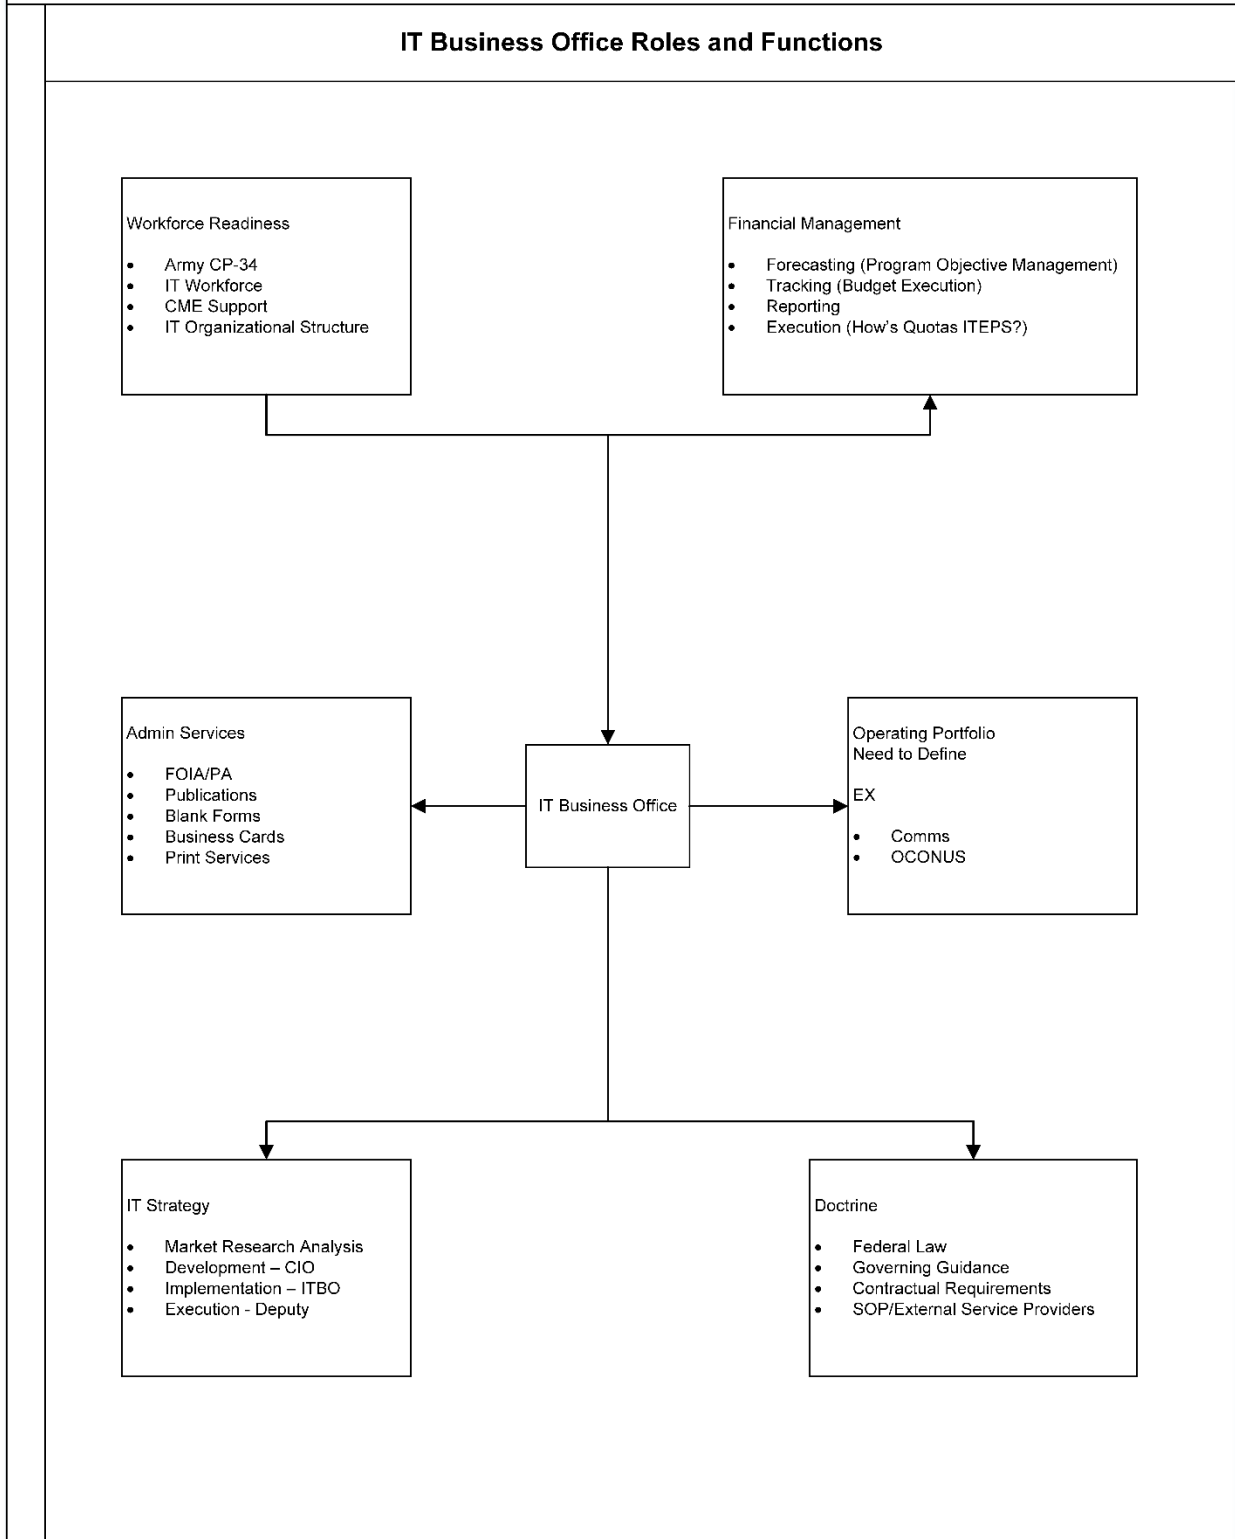 IT Business Office Roles and Functions
Workforce Readiness
• Army CP-34
• IT Workforce
• CME Support
• IT Organizational Structure
Financial Management
• Forecasting (Program Objective Management)
• Tracking (Budget Execution)
• Reporting
• Execution (How's Quotas ITEPS?)
Admin Services
• FOIA/PA
• Publications
• Blank Forms
• Business Cards
• Print Services
IT Business Office
Operating Portfolio
Need to Define
EX
• Comms
• OCONUS
IT Strategy
• Market Research Analysis
• Development – CIO
• Implementation – ITBO
• Execution - Deputy
Doctrine
• Federal Law
• Governing Guidance
• Contractual Requirements
• SOP/External Service Providers